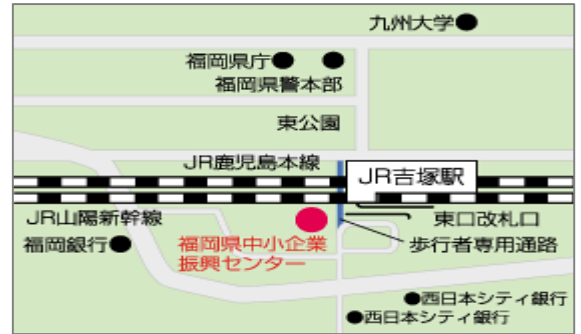 九州大学
福岡県庁
福岡県警本部
東公園
JR鹿児島本線
JR吉塚駅
JR山陽新幹線
東口改札口
福岡銀行
福岡県中小企業
振興センター
歩行者専用通路
西日本シティ銀行
西日本シティ銀行